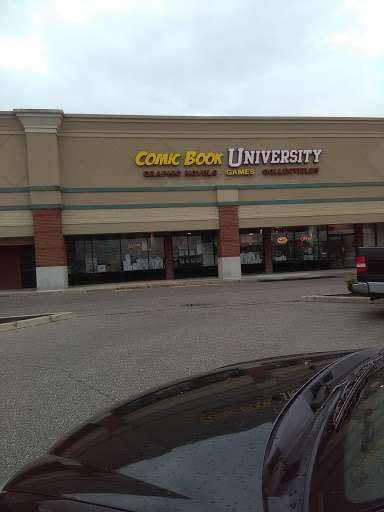 COMIC BOOK UNIVERSITY
GRAPHIC NOVELS GAMES COLLECTIBLES